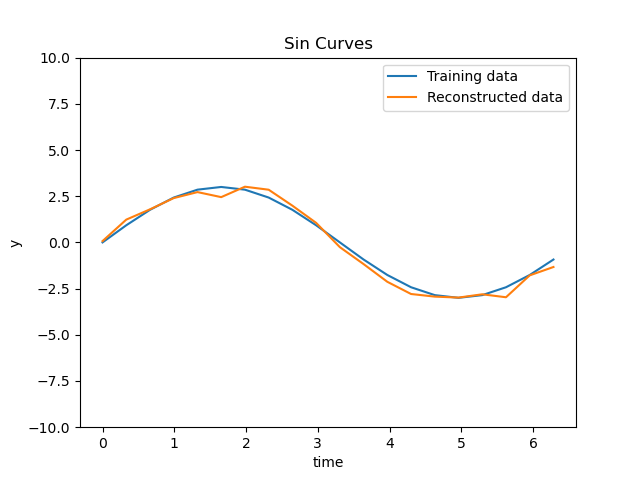 Sin Curves
Training data
Reconstructed data
10.0
7.5
5.0
2.5
0.0
−2.5
−5.0
−7.5
−10.0
y
0 1 2 3 4 5 6
time